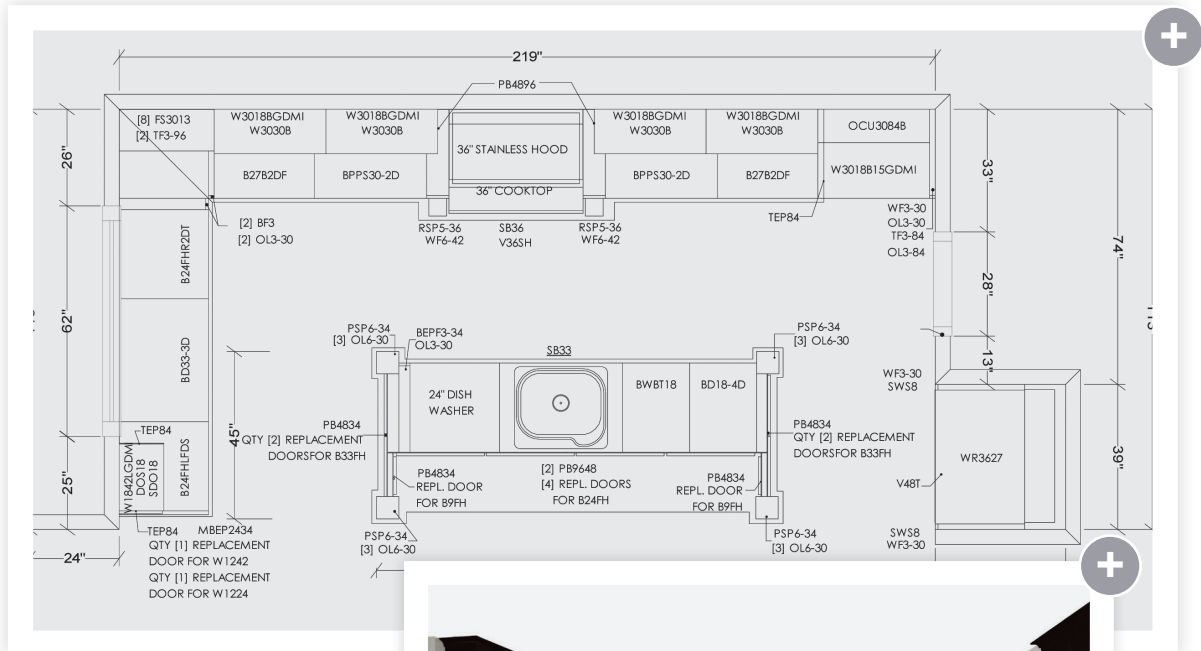 219"
PB4896
[8] FS3013
[2] TF3-96
W3018BGDMI
W3030B
W3018BGDMI
W3030B
36" STAINLESS HOOD
W3018BGDMI
W3030B
W3018BGDMI
W3030B
OCU3084B
26"
33"
B27B2DF
BPPS30-2D
36" COOKTOP
BPPS30-2D
B27B2DF
W3018B15GDMI
[2] BF3
[2] OL3-30
RSP5-36
WF6-42
SB36
V36SH
RSP5-36
WF6-42
TEP84
WF3-30
OL3-30
TF3-84
OL3-84
B24FHR2DT
74"
28"
62"
PSP6-34
[3] OL6-30
BEPF3-34
OL3-30
SB33
PSP6-34
[3] OL6-30
BD33-3D
13"
WF3-30
SWS8
24" DISH
WASHER
BWBT18
BD18-4D
TEP84
45"
PB4834
QTY [2] REPLACEMENT
DOORSFOR B33FH
PB4834
QTY [2] REPLACEMENT
DOORSFOR B33FH
25"
W1842LGDMI
DOS18
SDO18
B24FHLFDS
PB4834
REPL. DOOR
FOR B9FH
[2] PB9648
[4] REPL. DOORS
FOR B24FH
PB4834
REPL. DOOR
FOR B9FH
WR3627
39"
V48T
TEP84
MBEP2434
QTY [1] REPLACEMENT
DOOR FOR W1242
QTY [1] REPLACEMENT
DOOR FOR W1224
24"
PSP6-34
[3] OL6-30
PSP6-34
[3] OL6-30
SWS8
WF3-30